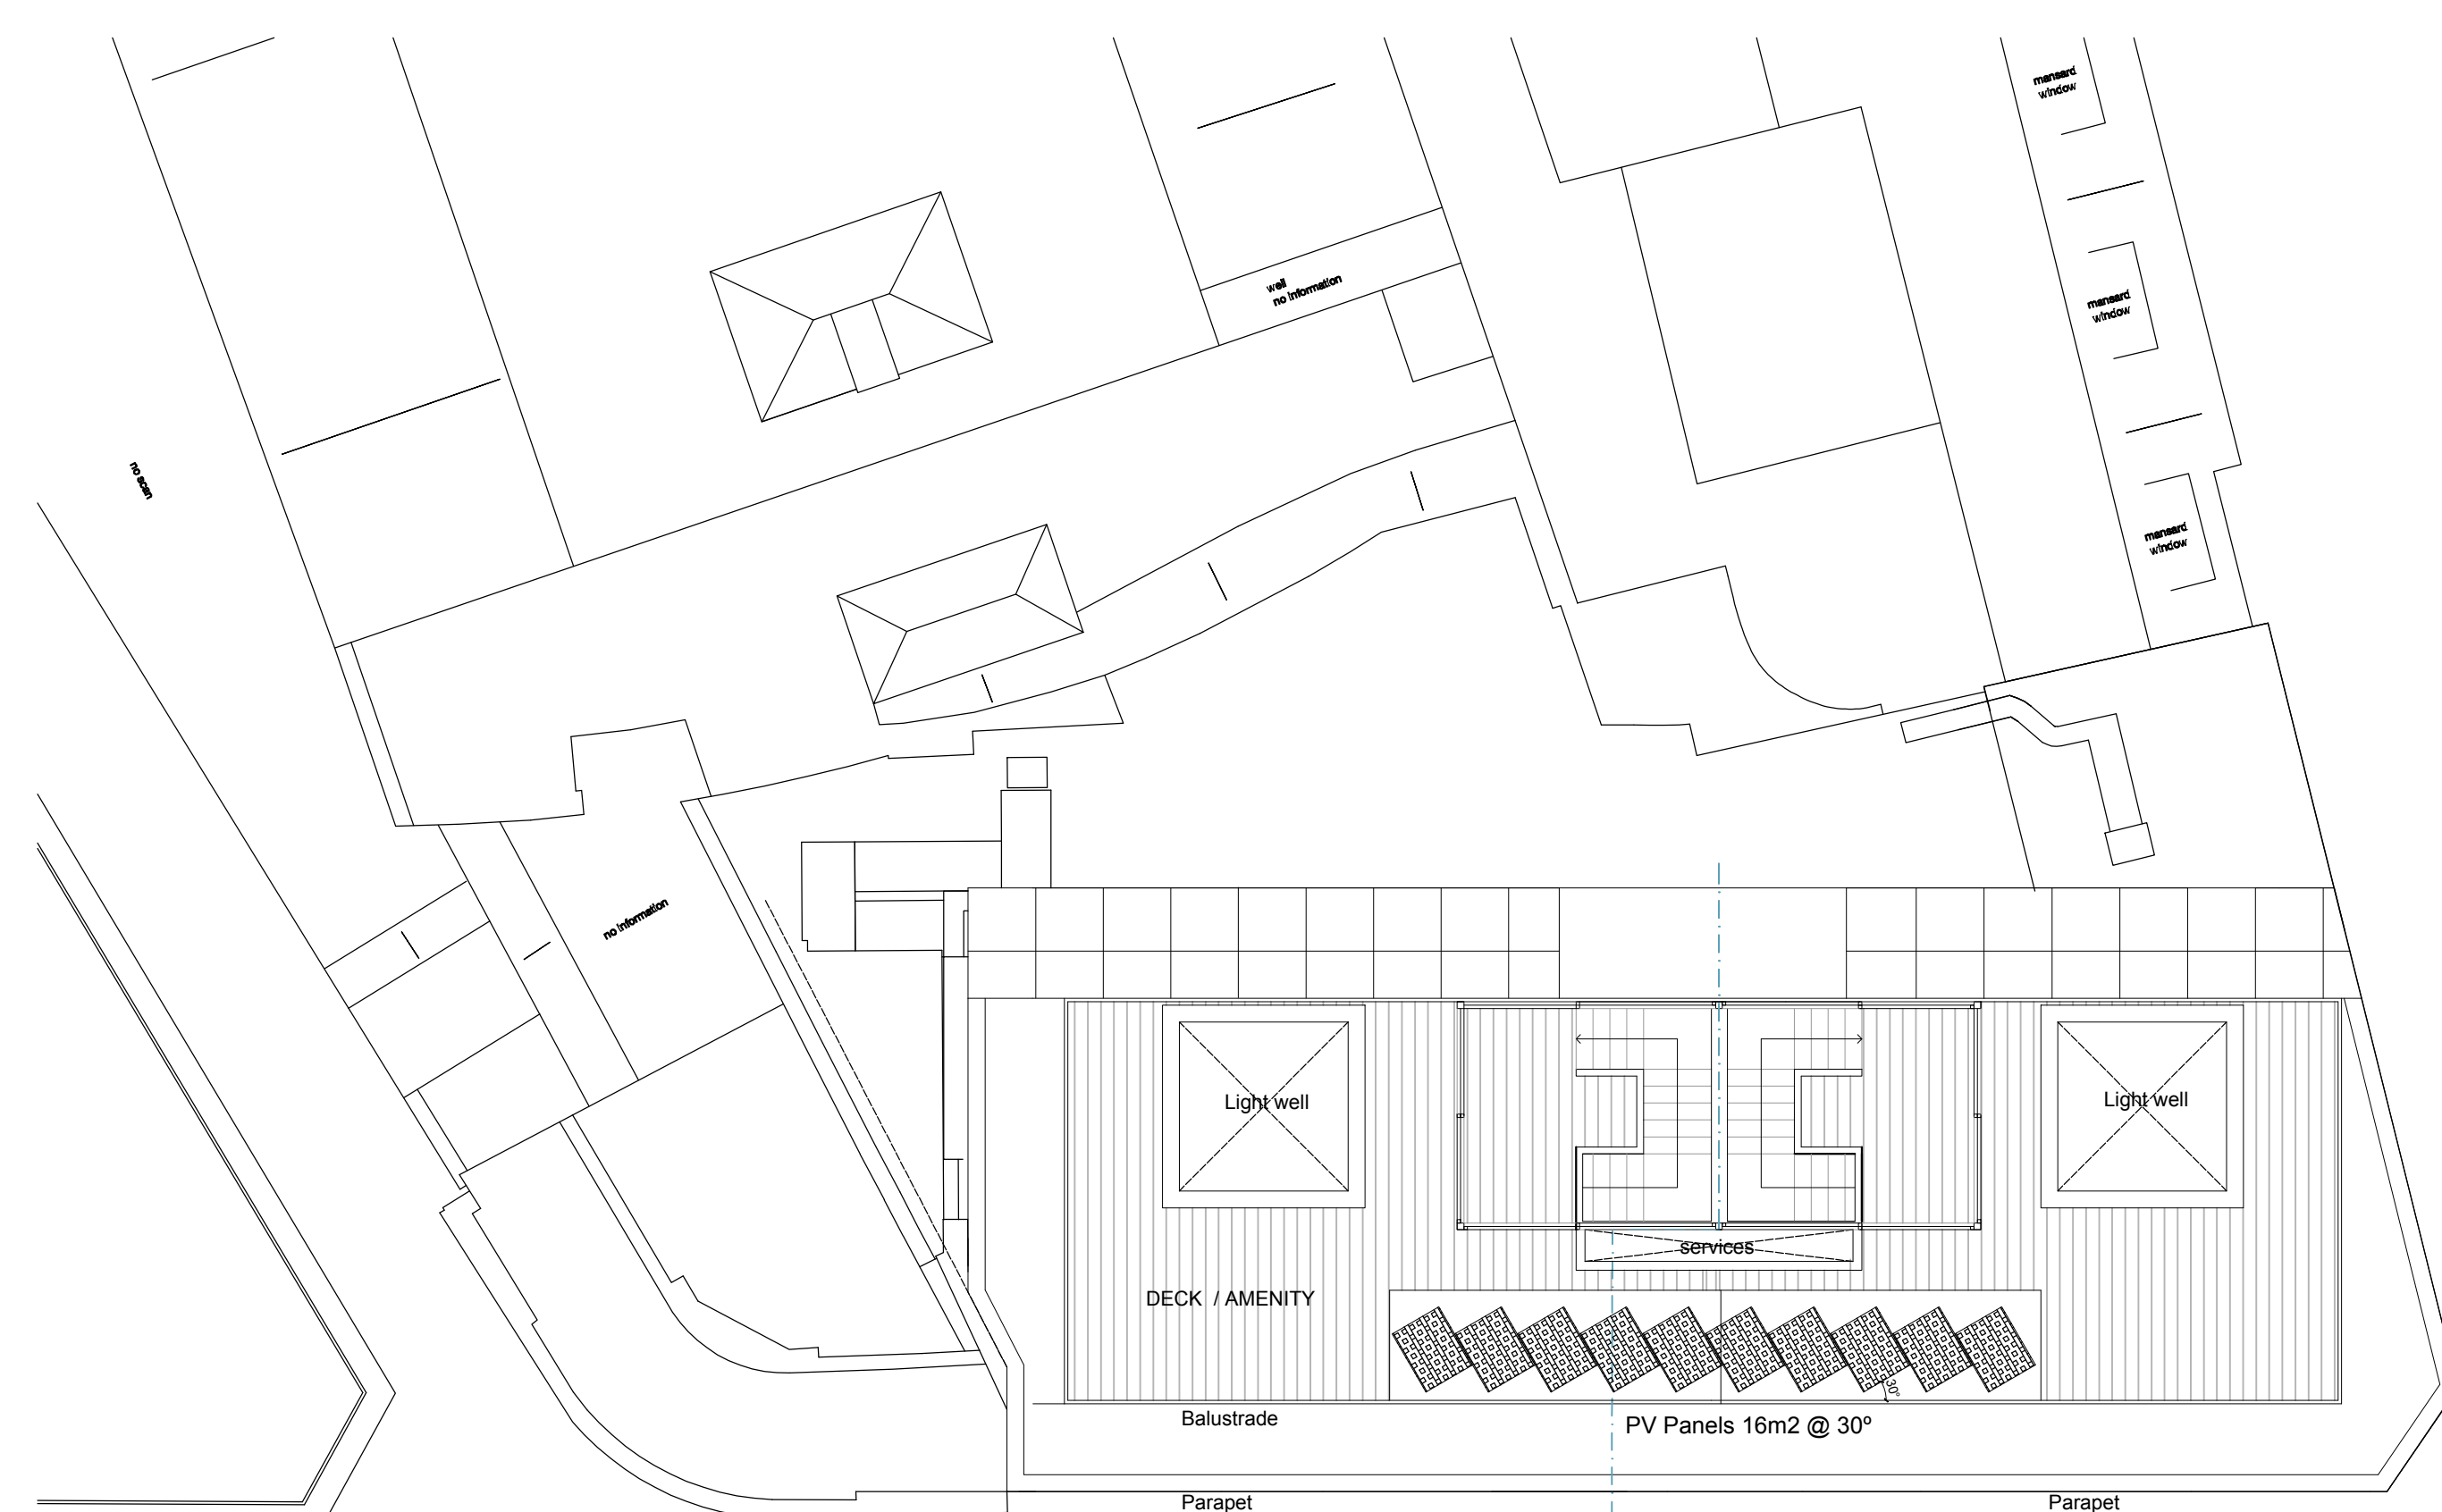 mansard
window
well
no information
mansard
window
no scan
mansard
window
no information
Light well
Light well
services
DECK / AMENITY
30°
Balustrade
PV Panels 16m2 @ 30º
Parapet
Parapet